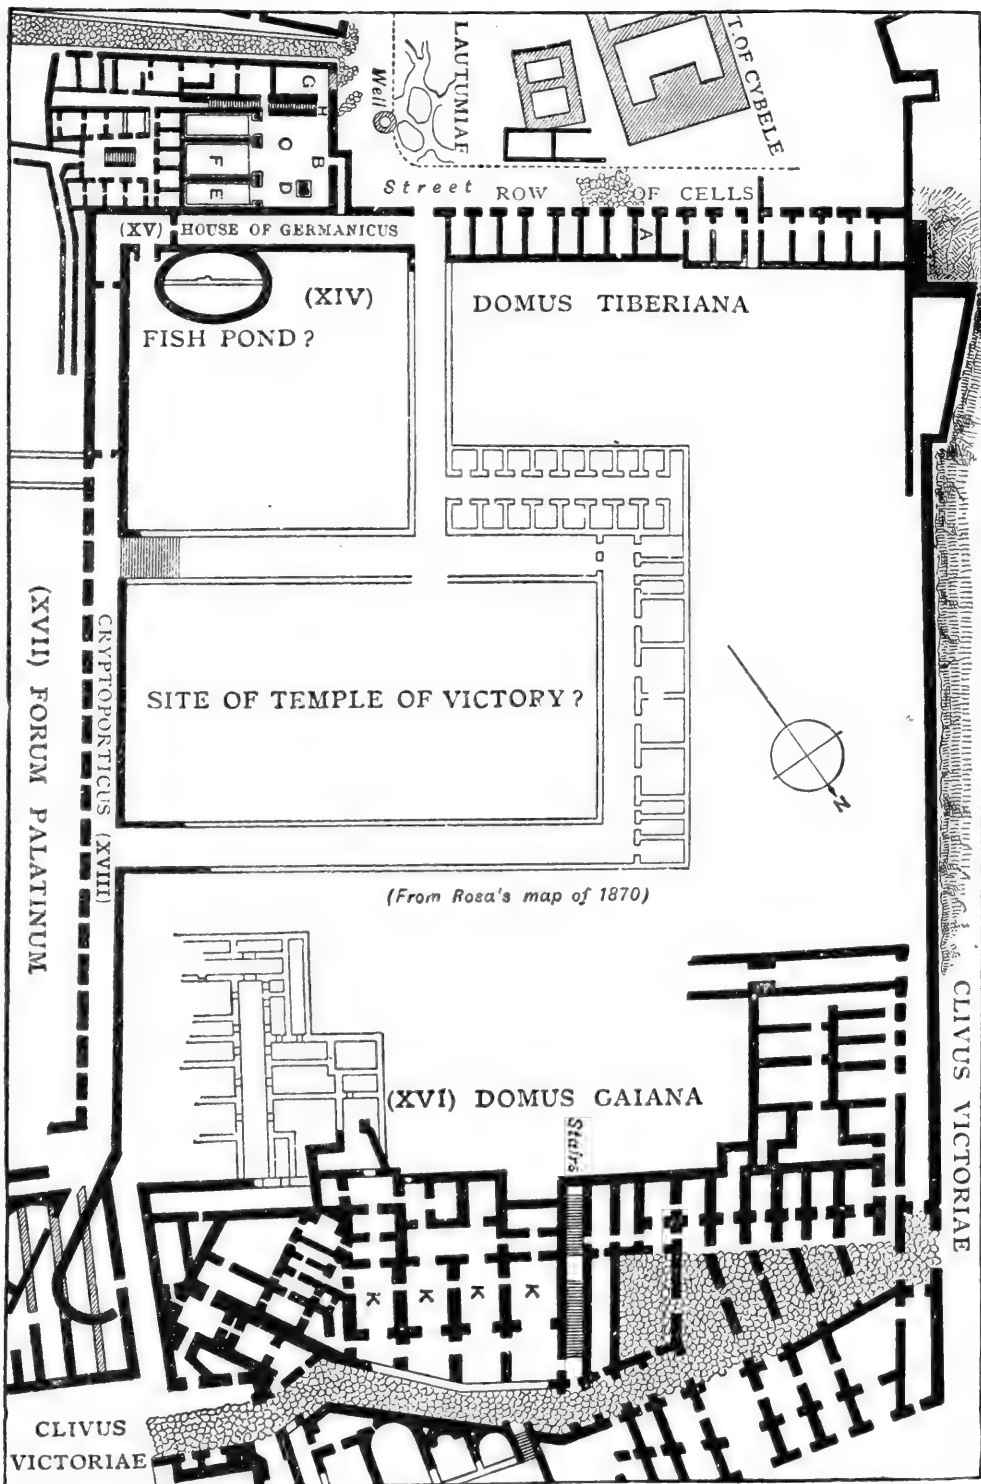 LAUTUMIAE
Well
T. OF CYBELE
G
H
C
B
F
D
E
Street ROW OF CELLS
A
(XV) HOUSE OF GERMANICUS
(XIV)
FISH POND ?
DOMUS TIBERIANA
(XVII) FORUM PALATINUM
CRYPTOPORTICUS (XVIII)
SITE OF TEMPLE OF VICTORY ?
N
(From Rosa's map of 1870)
CLIVUS VICTORIAE
(XVI) DOMUS GAIANA
Stairs
K K K K
CLIVUS
VICTORIAE